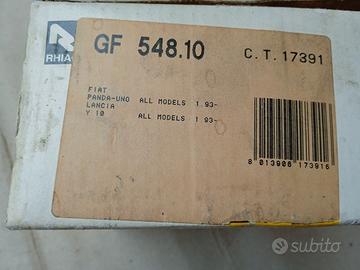 RHIAG
GF 548.10 C.T. 17391
FIAT
PANDA-UNO ALL MODELS 1.93-
LANCIA
Y 10 ALL MODELS 1.93-
8 013906 173916
subito